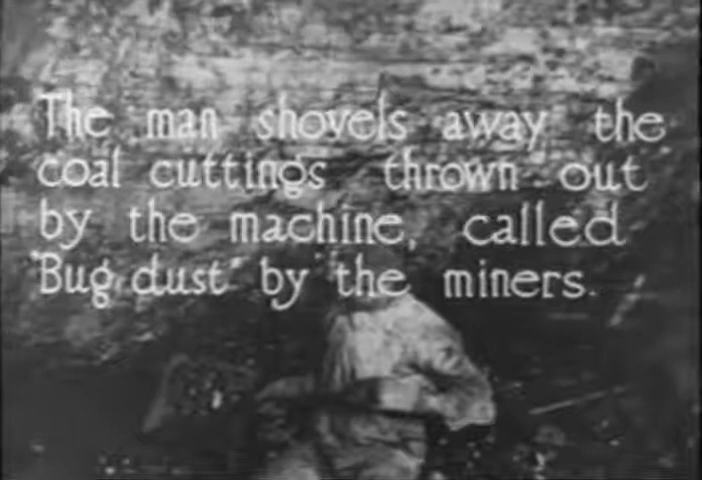 The man shovels away the
coal cuttings thrown out
by the machine, called
"Bug dust" by the miners.